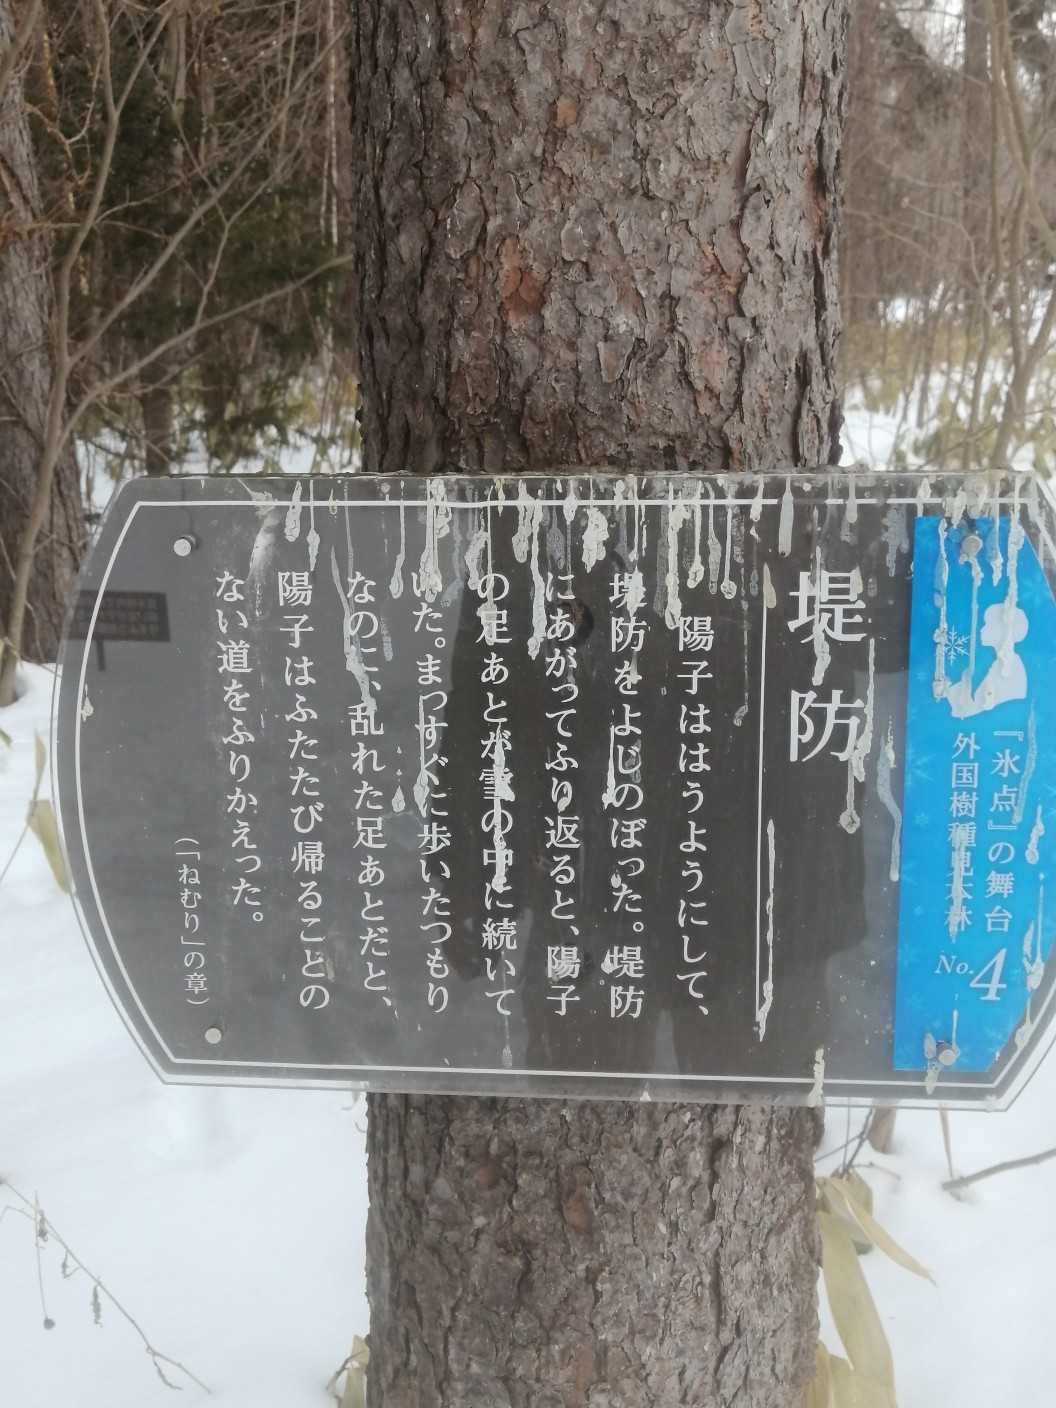 『氷点』の舞台
外国樹種見本林
No.4
堤防
陽子ははうようにして、
堤防をよじのぼった。堤防
にあがってふり返ると、陽子
の足あとが雪の中に続いて
いた。まっすぐに歩いたつもり
なのに、乱れた足あとだと、
陽子はふたたび帰ることの
ない道をふりかえった。
（「ねむり」の章）